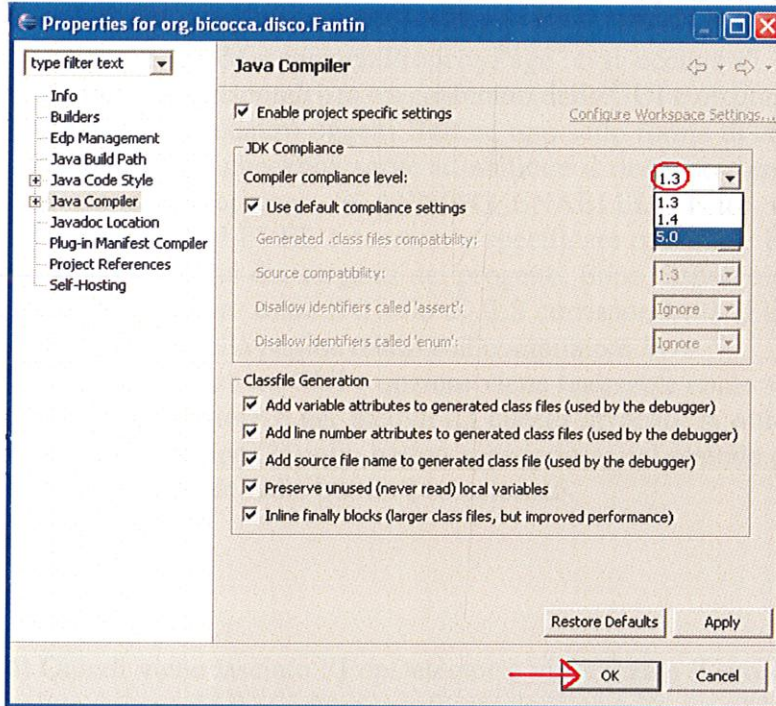 Properties for org.bicocca.disco.Fantin
type filter text
Info
Builders
Edp Management
Java Build Path
Java Code Style
Java Compiler
Javadoc Location
Plug-in Manifest Compiler
Project References
Self-Hosting
Java Compiler
Enable project specific settings
Configure Workspace Settings...
JDK Compliance
Compiler compliance level:
1.3
1.3
1.4
5.0
Use default compliance settings
Generated .class files compatibility:
Source compatibility:
1.3
Disallow identifiers called 'assert':
Ignore
Disallow identifiers called 'enum':
Ignore
Classfile Generation
Add variable attributes to generated class files (used by the debugger)
Add line number attributes to generated class files (used by the debugger)
Add source file name to generated class file (used by the debugger)
Preserve unused (never read) local variables
Inline finally blocks (larger class files, but improved performance)
Restore Defaults
Apply
OK
Cancel